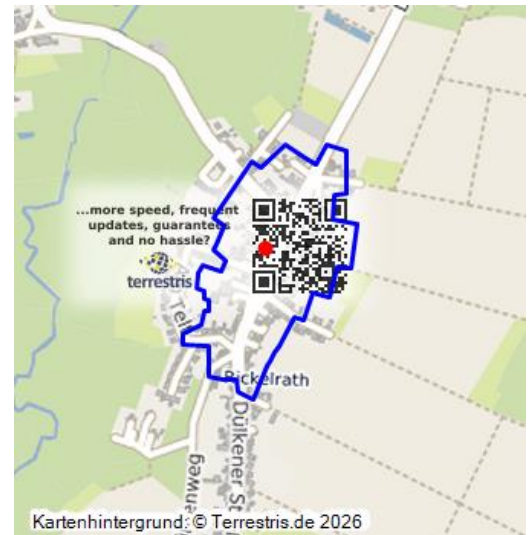 ...more speed, frequent
updates, guarantees
and no hassle?
terrestris
Bickelrath
Dülkener St
Kartenhintergrund: © Terrestris.de 2026